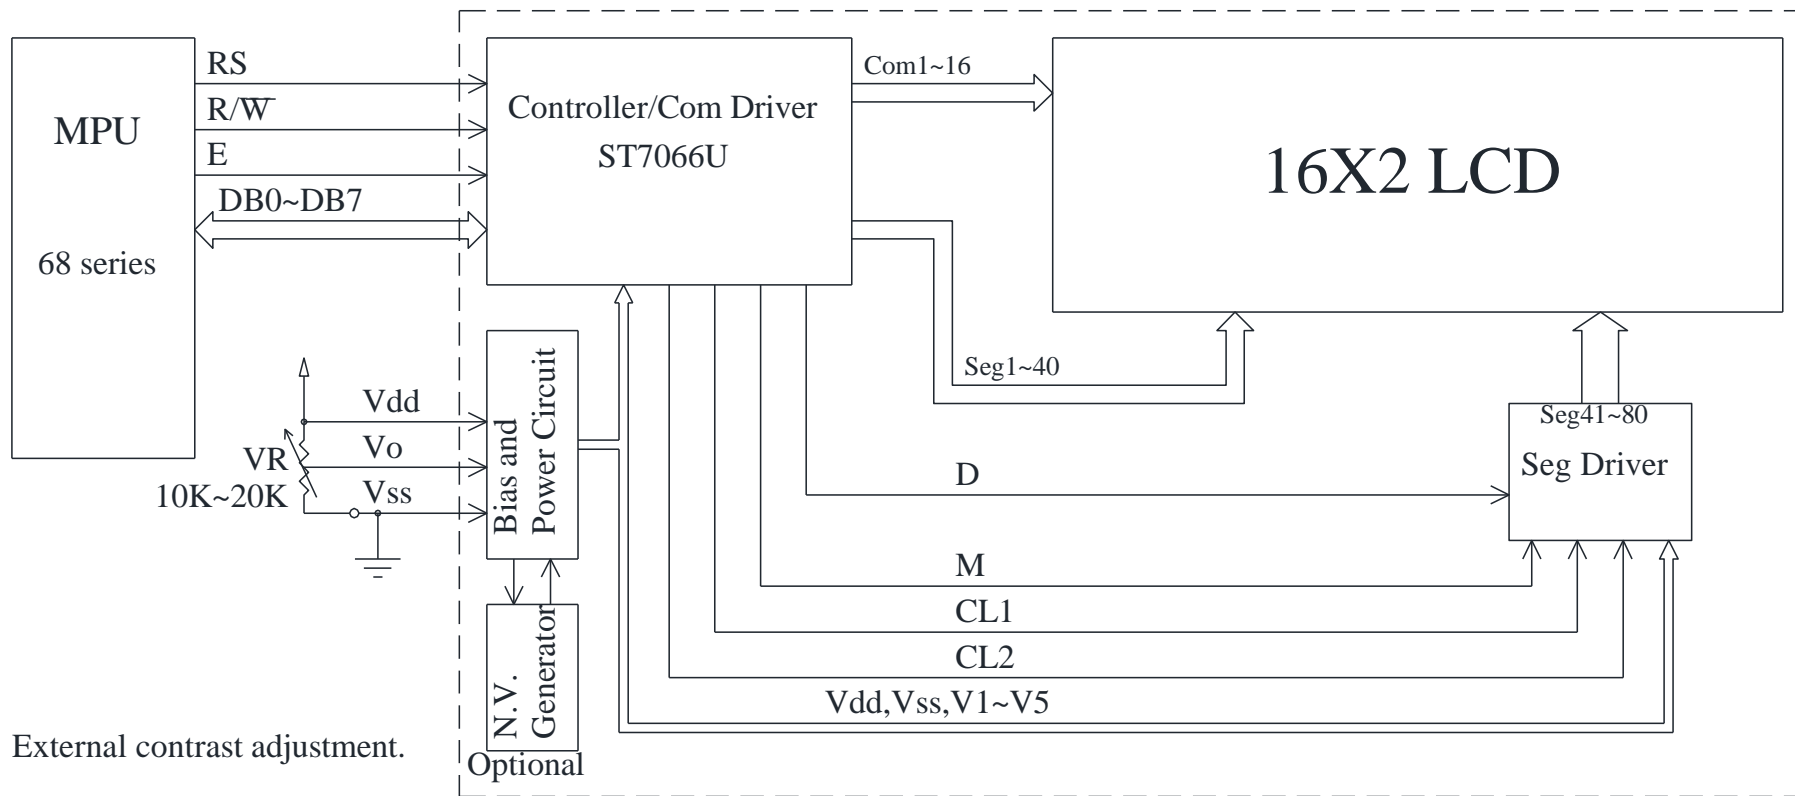 RS
R/W̅
E
DB0~DB7
MPU
68 series
Controller/Com Driver
ST7066U
Com1~16
16X2 LCD
Seg1~40
Seg41~80
Seg Driver
Vdd
Vo
Vss
VR
10K~20K
Bias and
Power Circuit
D
M
CL1
CL2
Vdd,Vss,V1~V5
N.V.
Generator
Optional
External contrast adjustment.